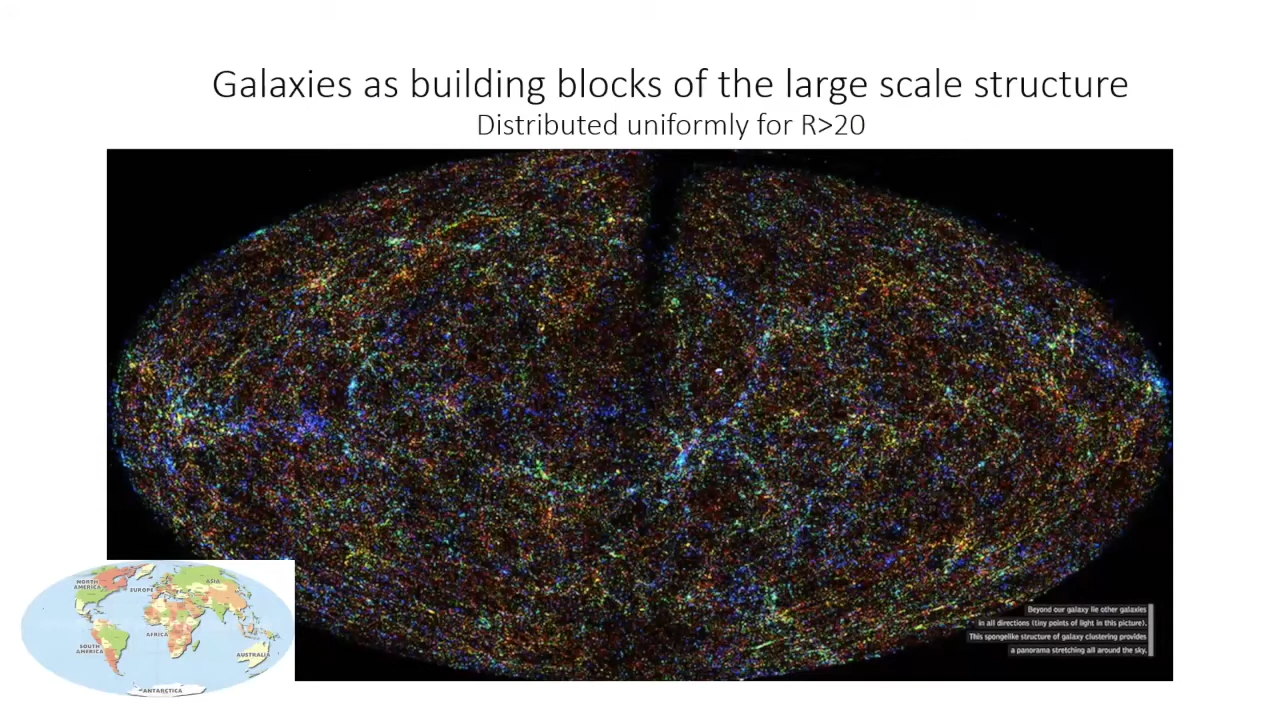 Galaxies as building blocks of the large scale structure
Distributed uniformly for R>20
Beyond our galaxy lie other galaxies
in all directions (tiny points of light in this picture).
This spongelike structure of galaxy clustering provides
a panorama stretching all around the sky.
NORTH
AMERICA
EUROPE
ASIA
AFRICA
SOUTH
AMERICA
AUSTRALIA
ANTARCTICA